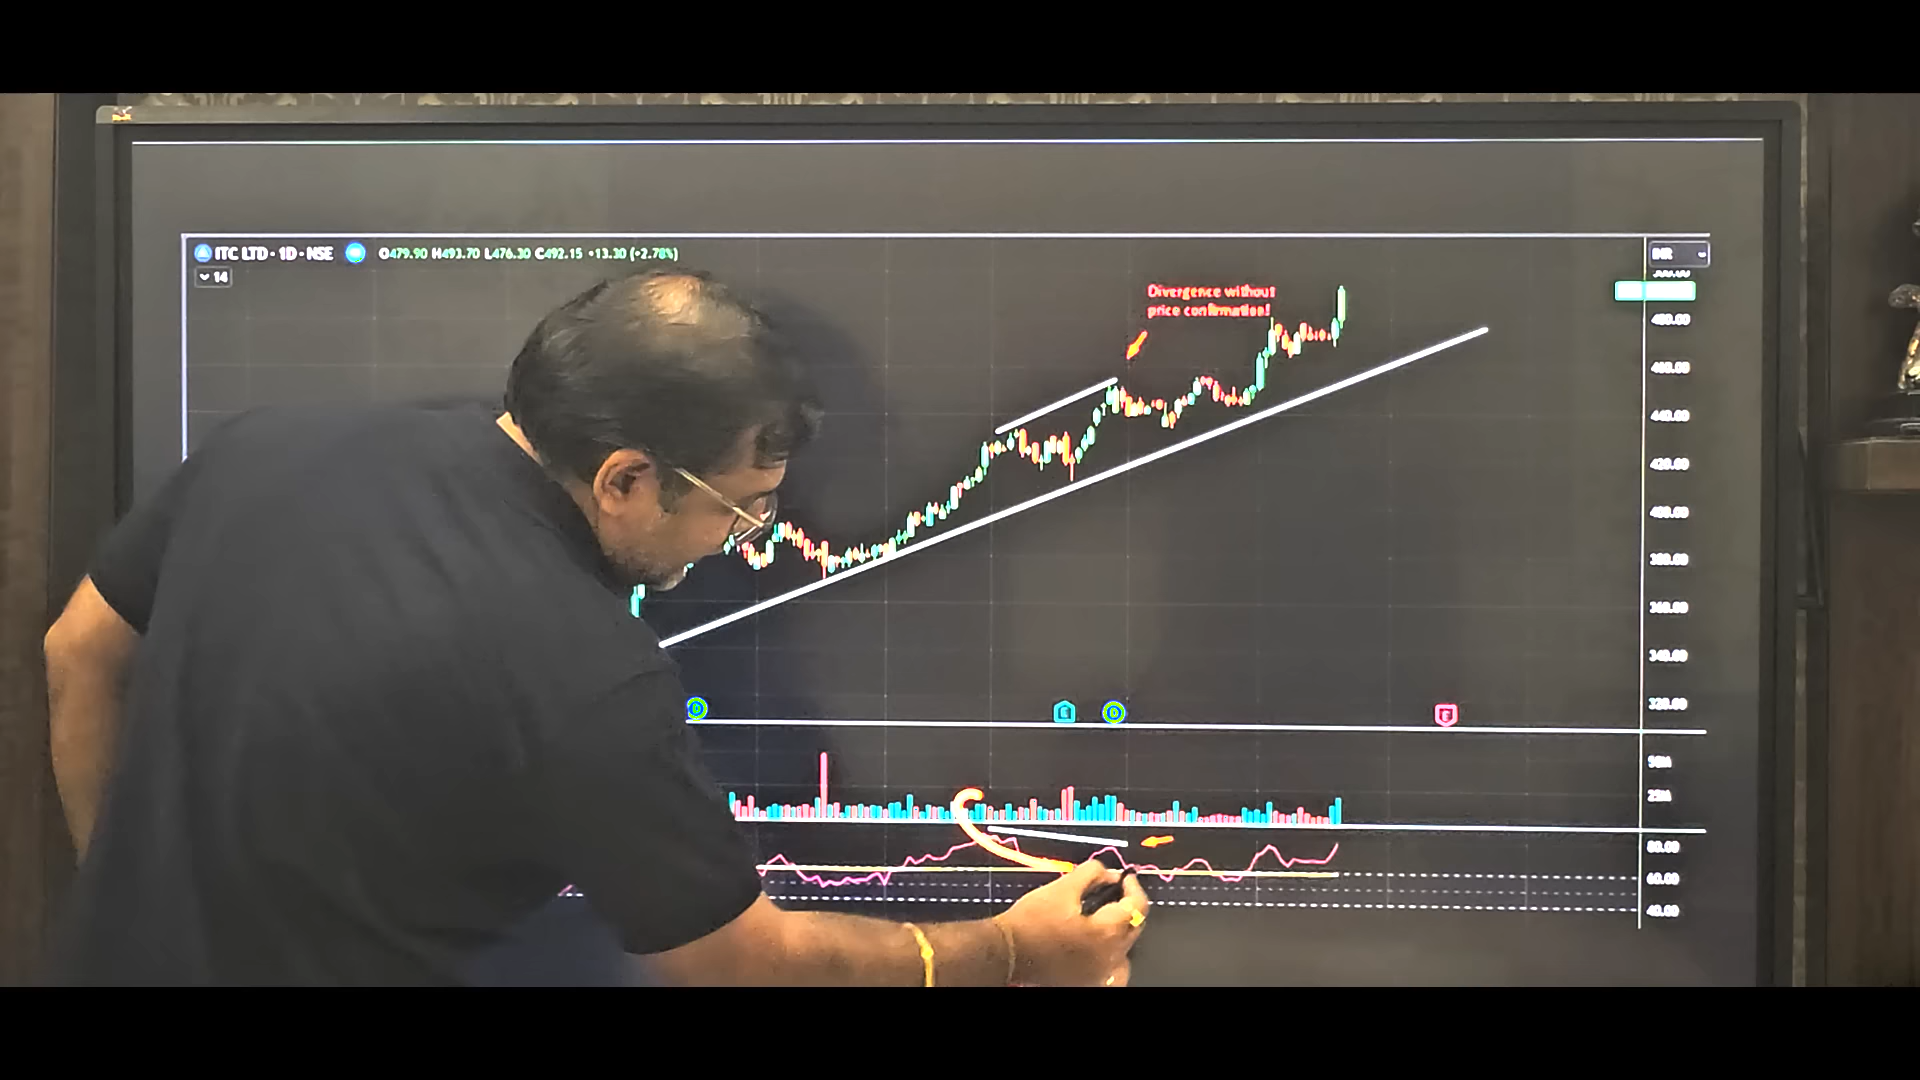 ITC LTD · 1D · NSE O479.90 H493.70 L476.30 C492.15 +13.30 (+2.78%)
INR
14
Divergence without
price confirmation!
480.00
460.00
440.00
420.00
400.00
380.00
360.00
340.00
320.00
D
E
D
E
50M
25M
80.00
60.00
40.00